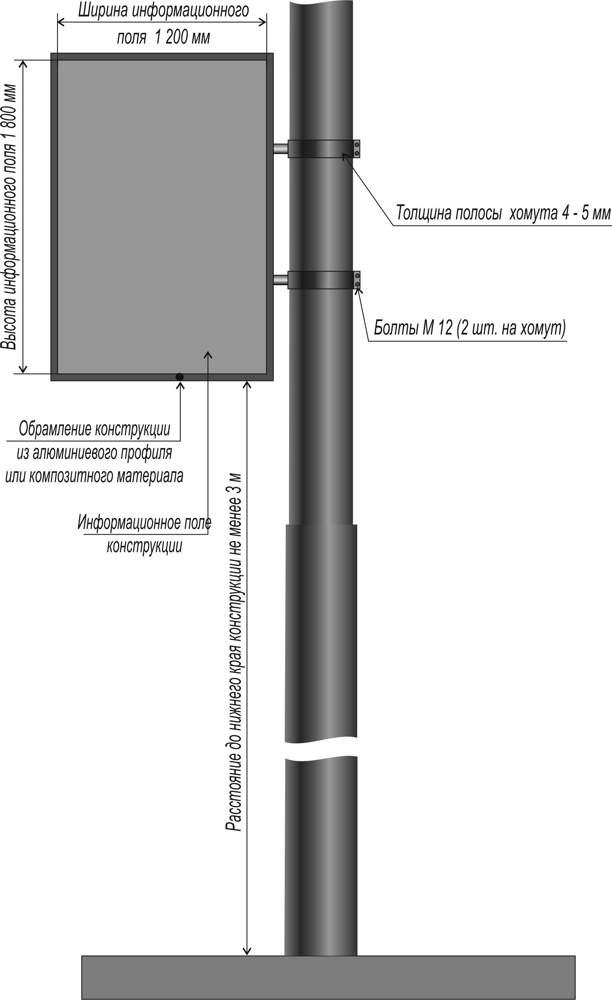 Ширина информационного
поля 1 200 мм
Высота информационного поля 1 800 мм
Толщина полосы хомута 4 - 5 мм
Болты М 12 (2 шт. на хомут)
Обрамление конструкции
из алюминиевого профиля
или композитного материала
Информационное поле
конструкции
Расстояние до нижнего края конструкции не менее 3 м